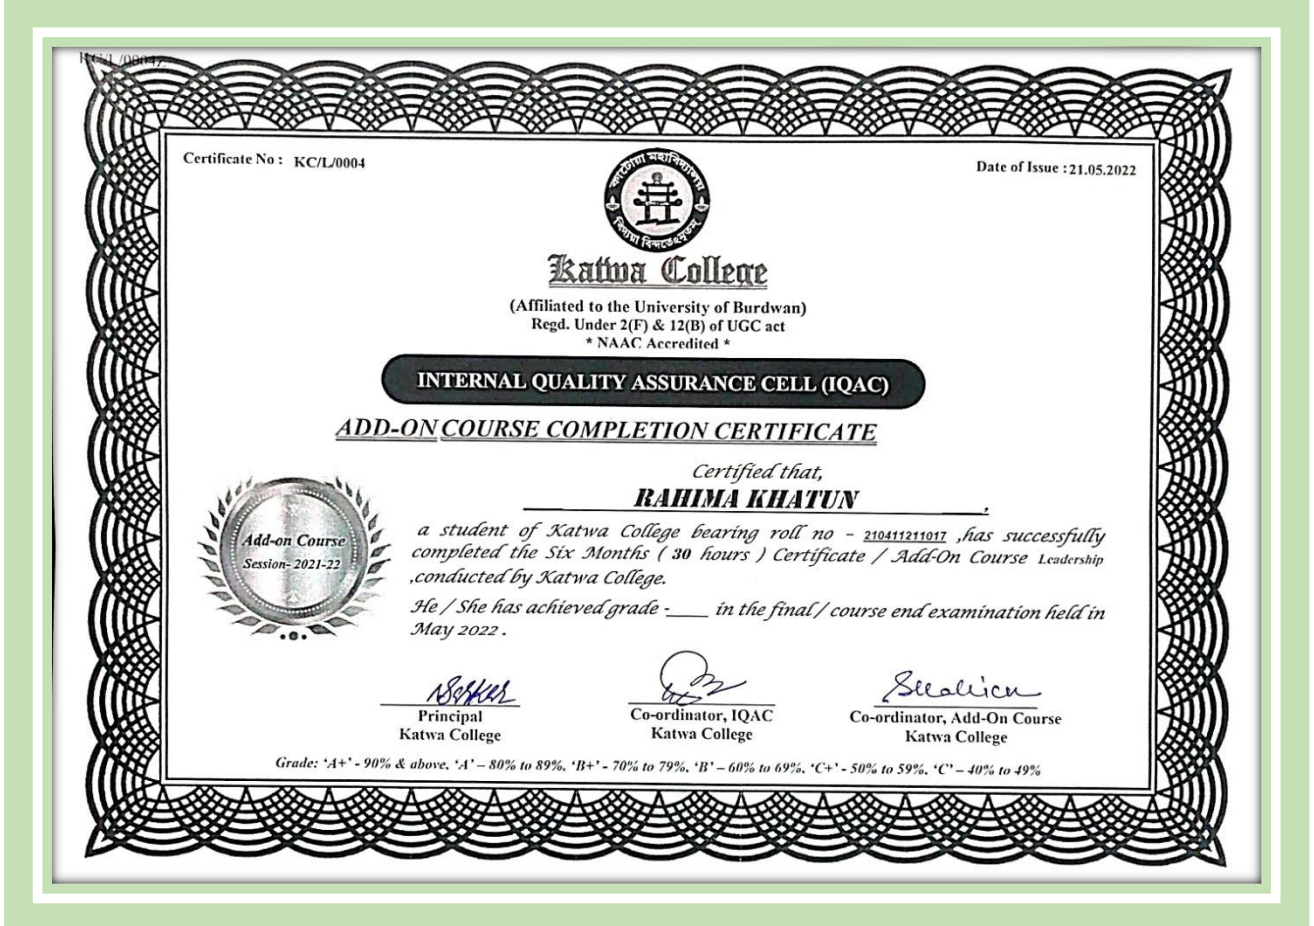 Certificate No : KC/L/0004
Date of Issue : 21.05.2022
কাটোয়া মহাবিদ্যালয়
Katwa College
(Affiliated to the University of Burdwan)
Regd. Under 2(F) & 12(B) of UGC act
* NAAC Accredited *
INTERNAL QUALITY ASSURANCE CELL (IQAC)
ADD-ON COURSE COMPLETION CERTIFICATE
Certified that,
RAHIMA KHATUN,
Add-on Course
Session- 2021-22
a student of Katwa College bearing roll no - 210411211017 ,has successfully
completed the Six Months ( 30 hours ) Certificate / Add-On Course Leadership
,conducted by Katwa College.
He / She has achieved grade -____ in the final / course end examination held in
May 2022 .
Principal
Katwa College
Co-ordinator, IQAC
Katwa College
Co-ordinator, Add-On Course
Katwa College
Grade: ‘A+’ - 90% & above, ‘A’ – 80% to 89%, ‘B+’ - 70% to 79%, ‘B’ – 60% to 69%, ‘C+’ - 50% to 59%, ‘C’ – 40% to 49%